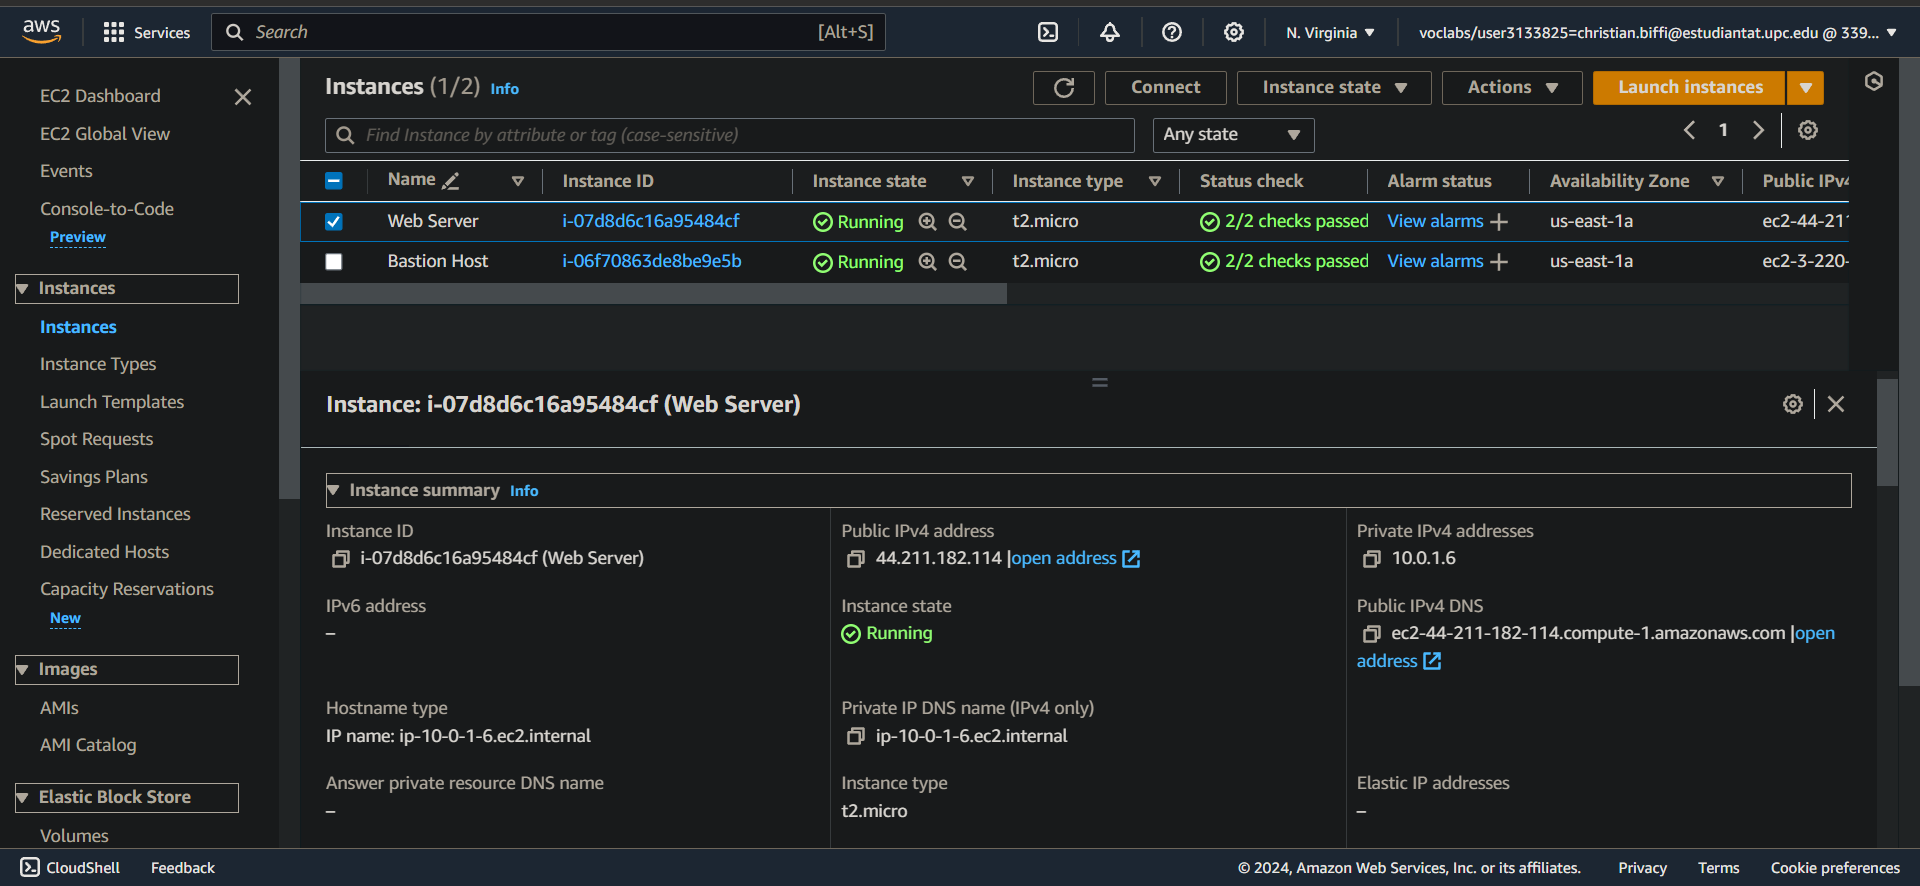 aws
Services
Search
[Alt+S]
N. Virginia
voclabs/user3133825=christian.biffi@estudiantat.upc.edu @ 339...
EC2 Dashboard
EC2 Global View
Events
Console-to-Code
Preview
Instances
Instances
Instance Types
Launch Templates
Spot Requests
Savings Plans
Reserved Instances
Dedicated Hosts
Capacity Reservations
New
Images
AMIs
AMI Catalog
Elastic Block Store
Volumes
Instances (1/2) Info
Connect
Instance state
Actions
Launch instances
Find Instance by attribute or tag (case-sensitive)
Any state
1
Name Instance ID Instance state Instance type Status check Alarm status Availability Zone Public IPv4
Web Server i-07d8d6c16a95484cf Running t2.micro 2/2 checks passed View alarms us-east-1a ec2-44-211
Bastion Host i-06f70863de8be9e5b Running t2.micro 2/2 checks passed View alarms us-east-1a ec2-3-220-
Instance: i-07d8d6c16a95484cf (Web Server)
Instance summary Info
Instance ID
i-07d8d6c16a95484cf (Web Server)
Public IPv4 address
44.211.182.114 |open address
Private IPv4 addresses
10.0.1.6
IPv6 address
–
Instance state
Running
Public IPv4 DNS
ec2-44-211-182-114.compute-1.amazonaws.com |open
address
Hostname type
IP name: ip-10-0-1-6.ec2.internal
Private IP DNS name (IPv4 only)
ip-10-0-1-6.ec2.internal
Answer private resource DNS name
–
Instance type
t2.micro
Elastic IP addresses
–
CloudShell
Feedback
© 2024, Amazon Web Services, Inc. or its affiliates.
Privacy
Terms
Cookie preferences